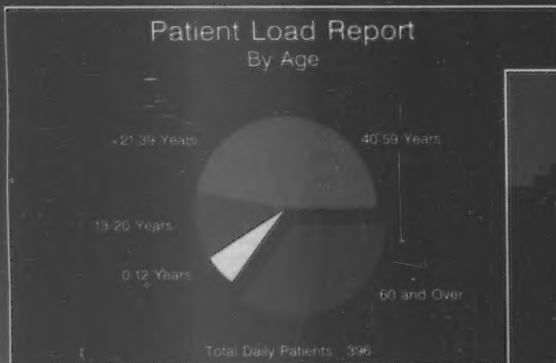 Patient Load Report
By Age
21-39 Years
40-59 Years
13-20 Years
0-12 Years
60 and Over
Total Daily Patients 396